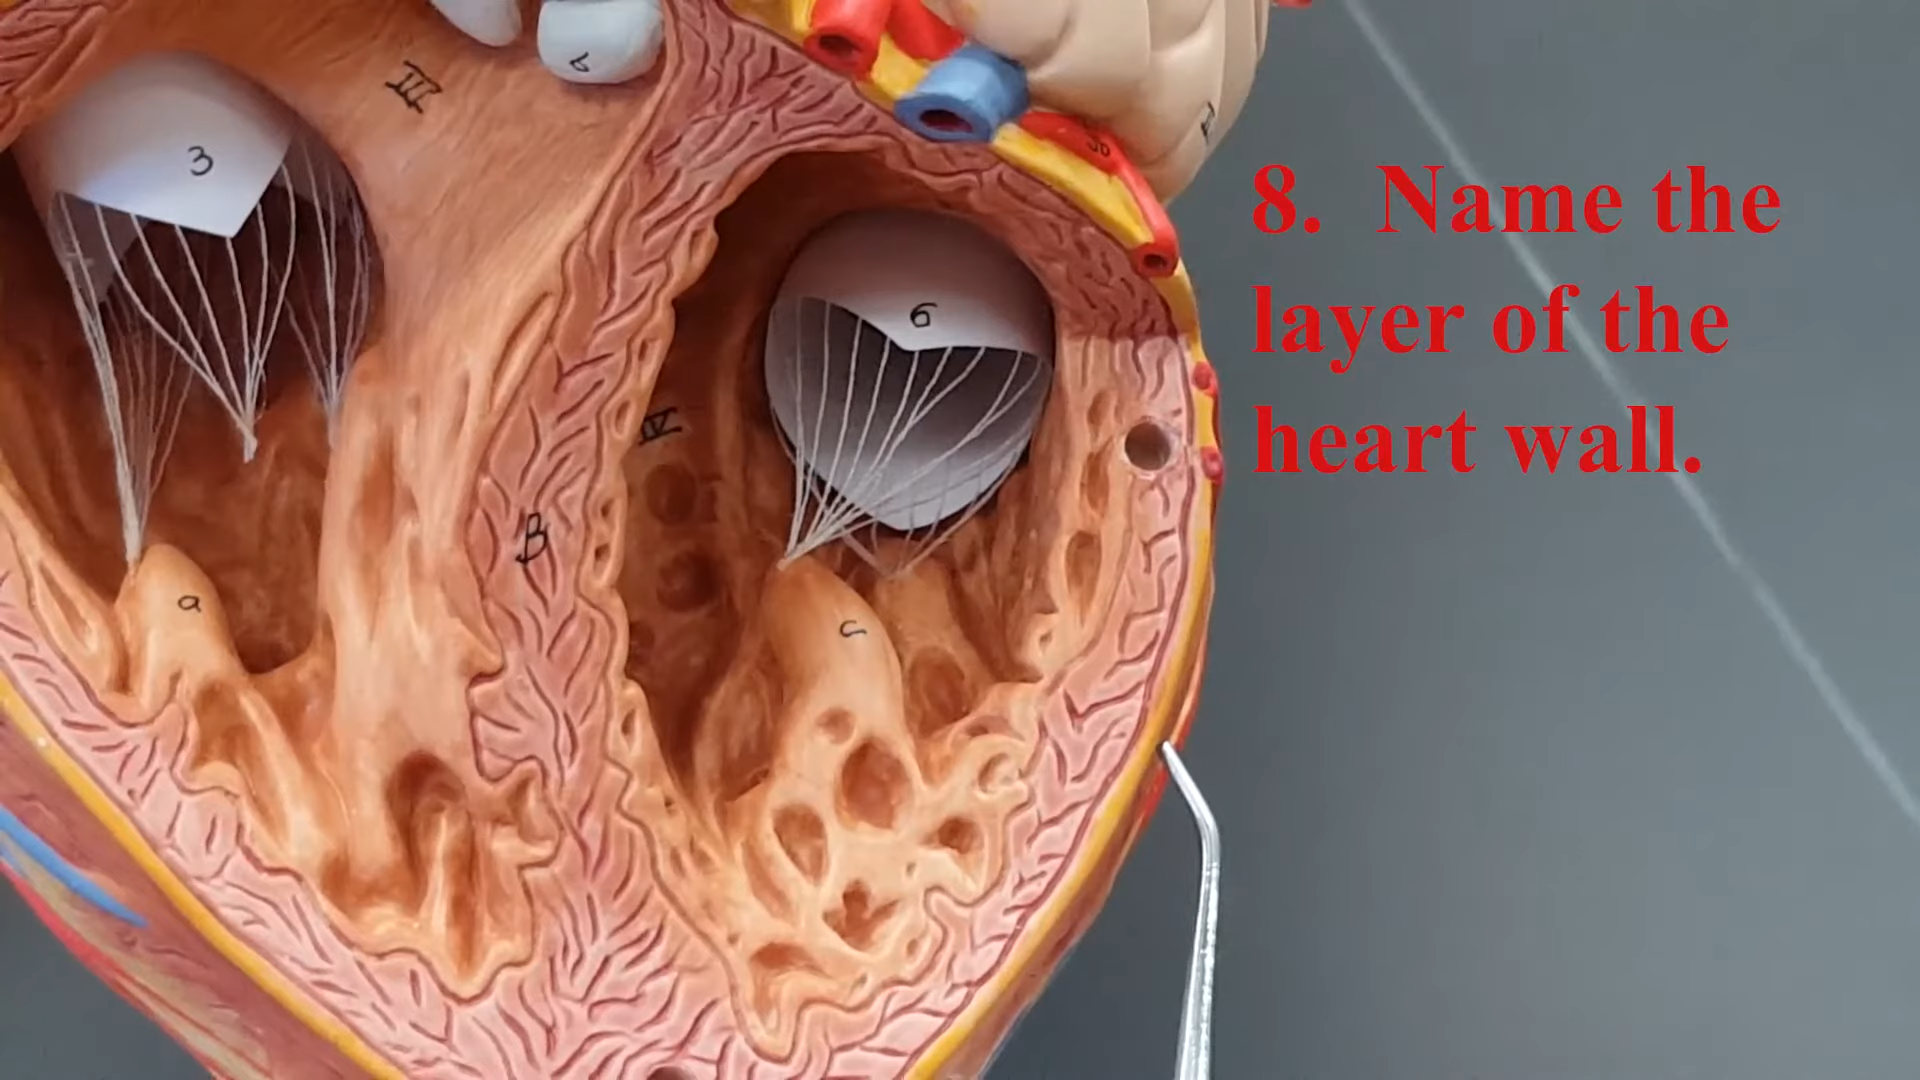 III
3
8. Name the
layer of the
heart wall.
6
IV
B
a
c